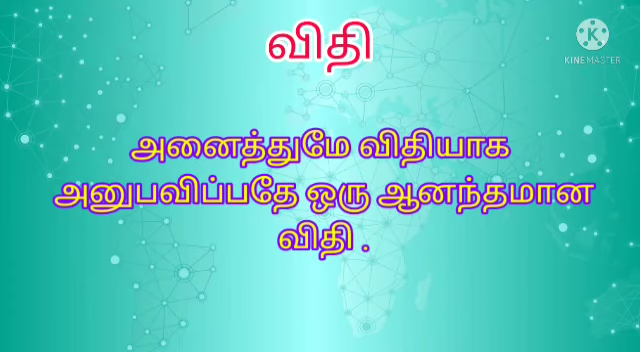 விதி
K
KINEMASTER
அனைத்துமே விதியாக
அனுபவிப்பதே ஒரு ஆனந்தமான
விதி .